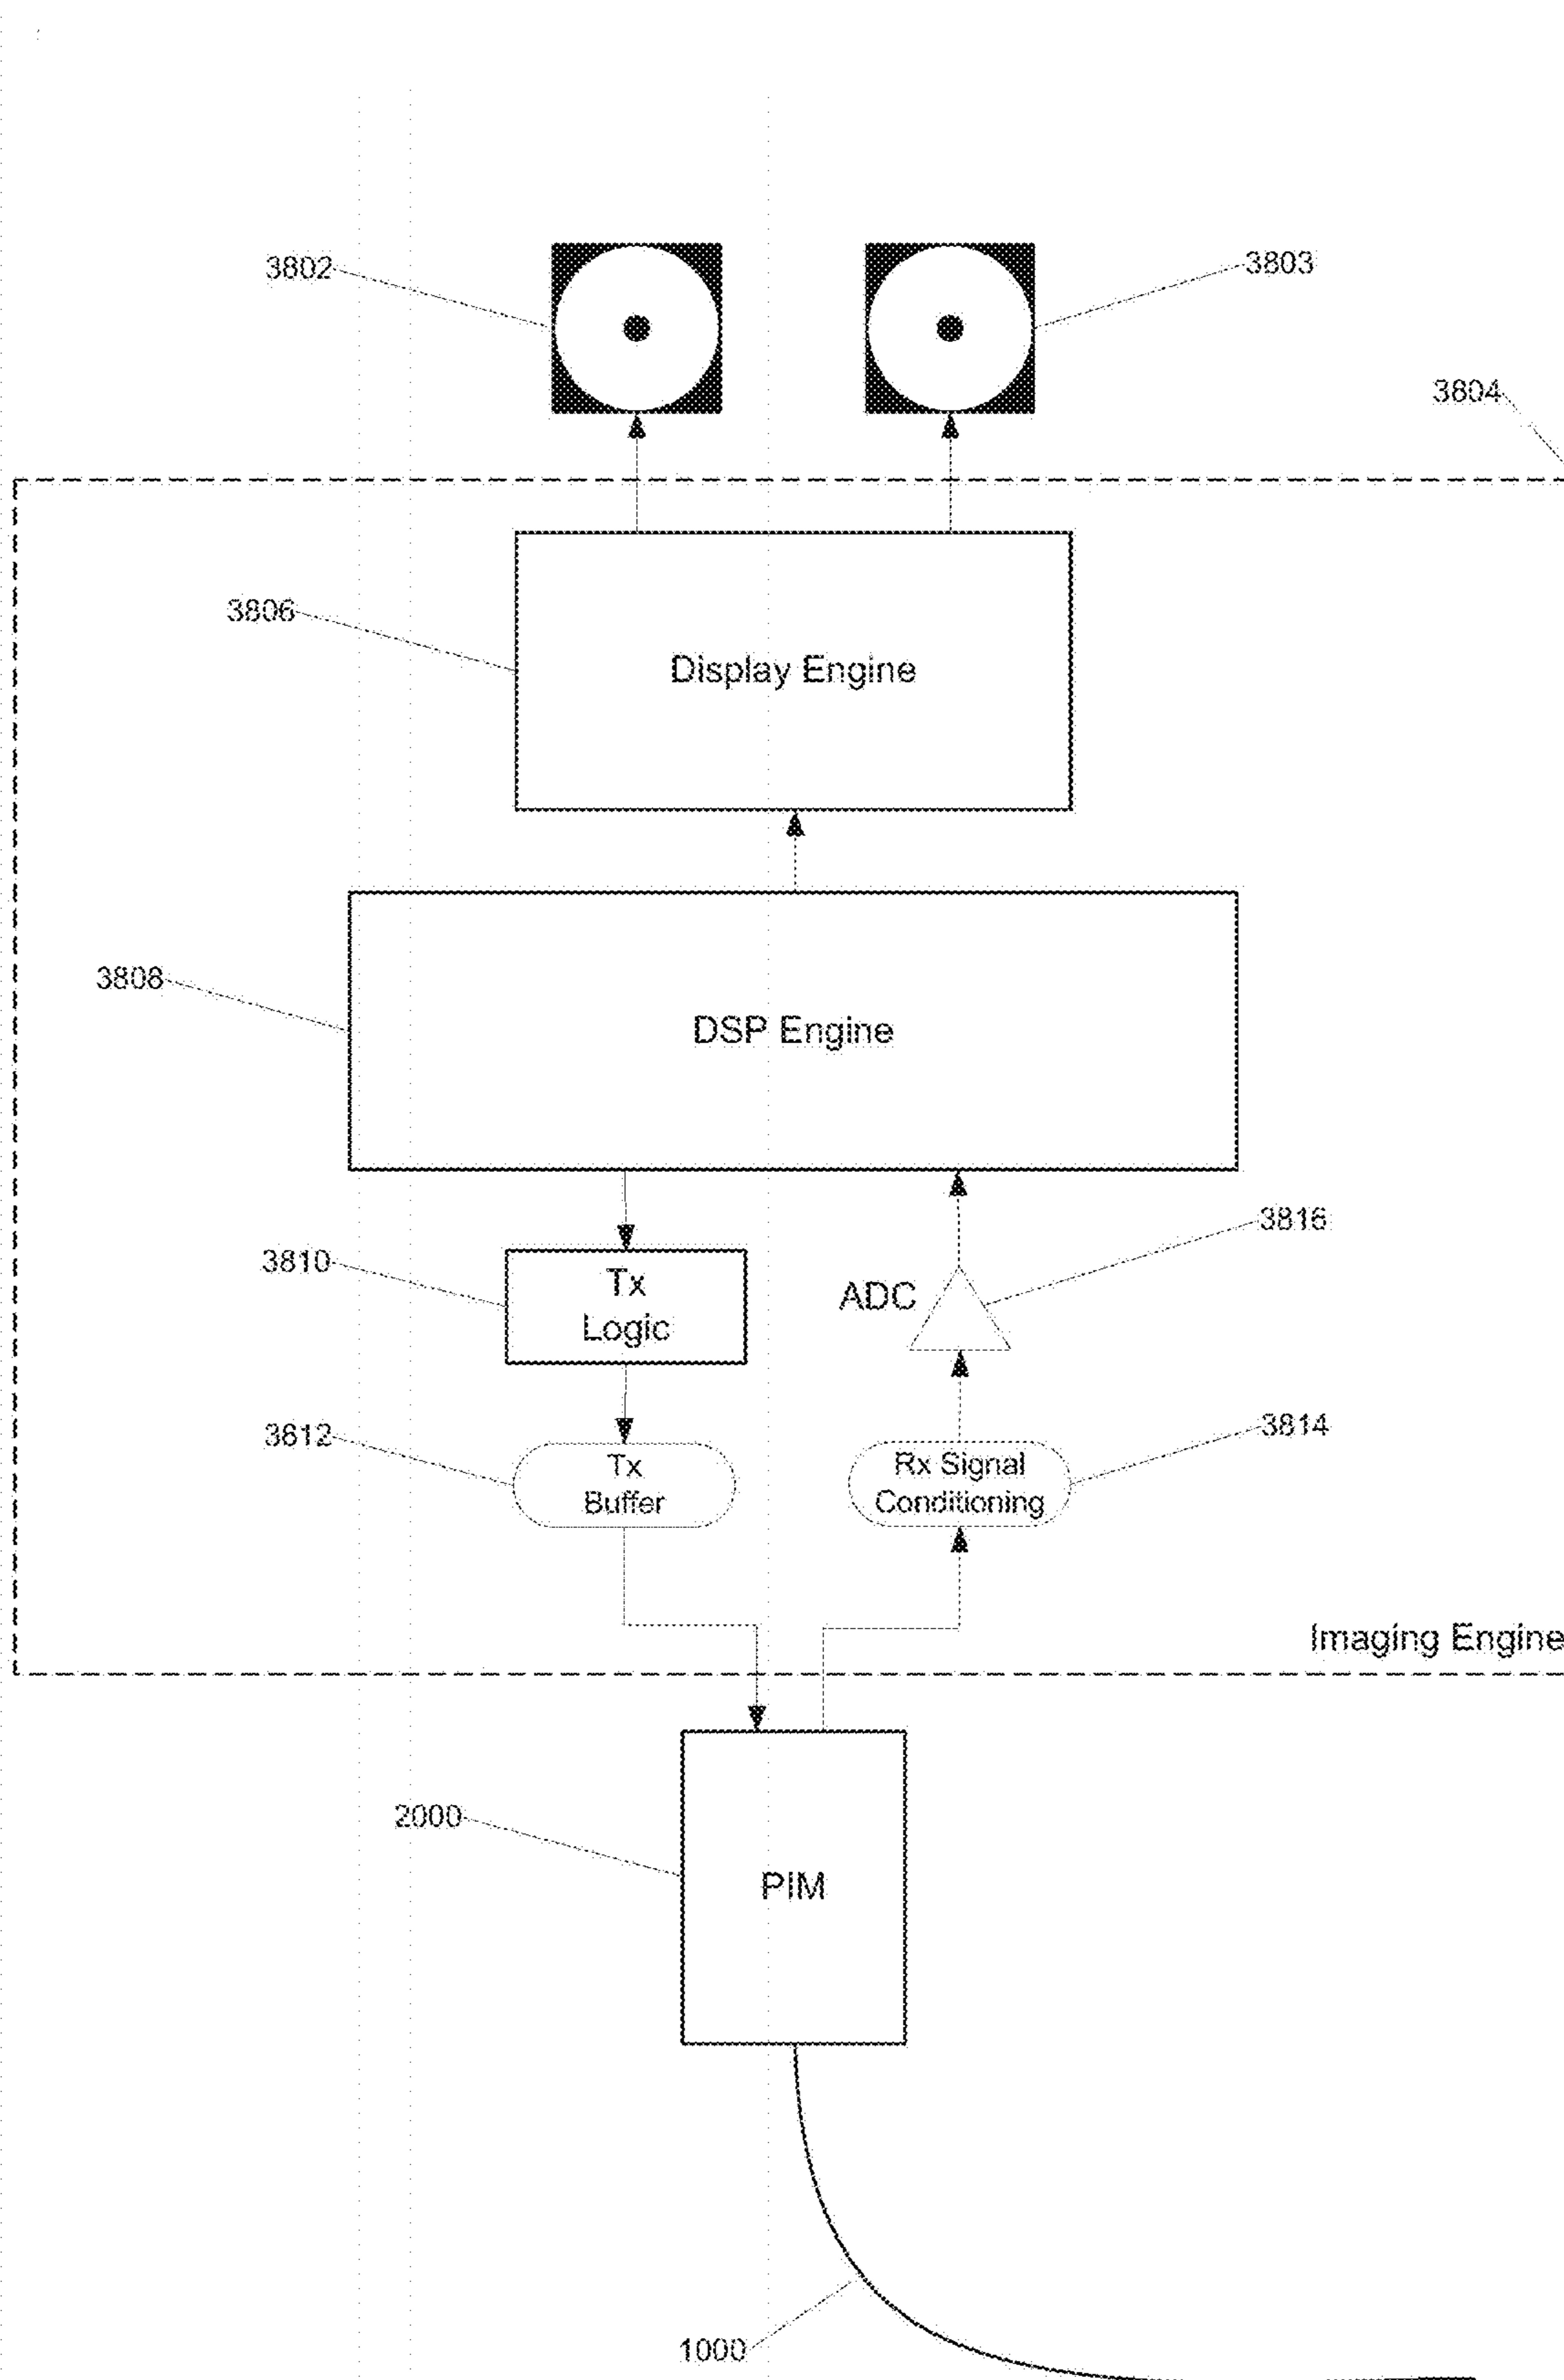 3802
3803
3804
3806
Display Engine
3808
DSP Engine
3816
3810
Tx
Logic
ADC
3812
Tx
Buffer
3814
Rx Signal
Conditioning
Imaging Engine
2000
PIM
1000